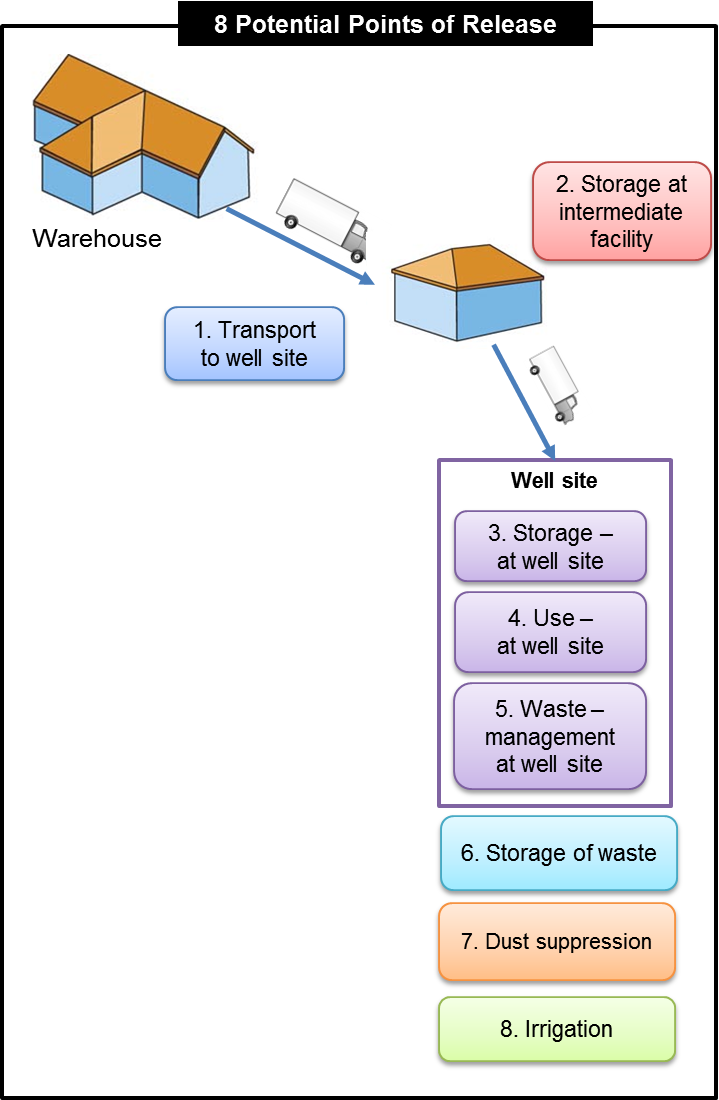 8 Potential Points of Release
Warehouse
2. Storage at
intermediate
facility
1. Transport
to well site
Well site
3. Storage –
at well site
4. Use –
at well site
5. Waste –
management
at well site
6. Storage of waste
7. Dust suppression
8. Irrigation